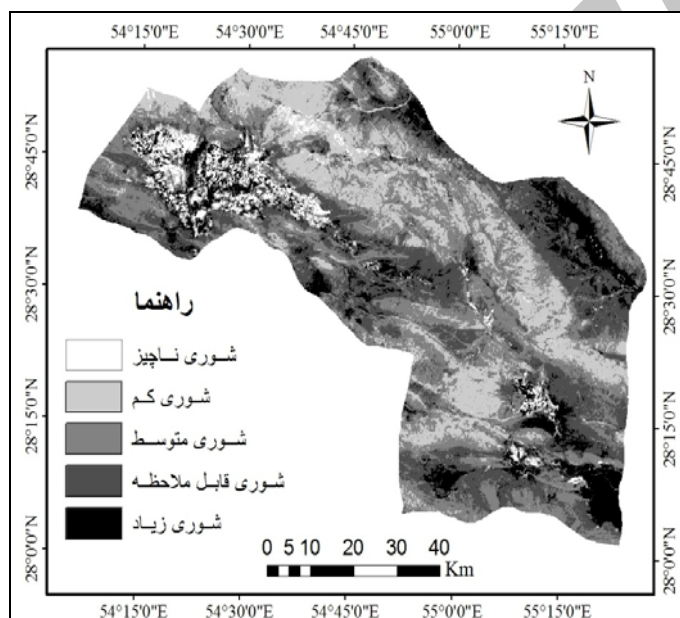 54°15'0"E 54°30'0"E 54°45'0"E 55°0'0"E 55°15'0"E
N
28°45'0"N 28°45'0"N
28°30'0"N 28°30'0"N
28°15'0"N 28°15'0"N
28°0'0"N 28°0'0"N
راهنما
شوری ناچیز
شوری کم
شوری متوسط
شوری قابل ملاحظه
شوری زیاد
0 5 10 20 30 40
Km
54°15'0"E 54°30'0"E 54°45'0"E 55°0'0"E 55°15'0"E